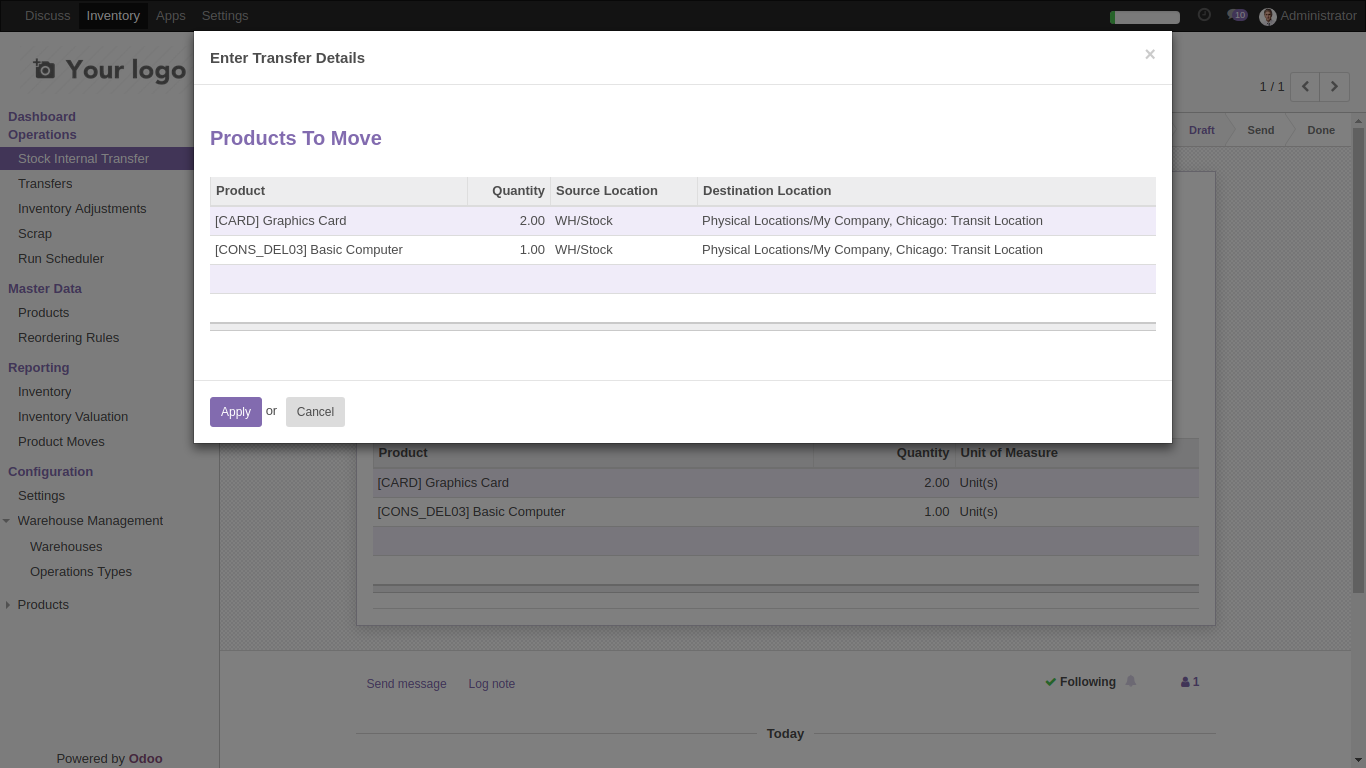 Discuss Inventory Apps Settings 10 Administrator
Your logo
Dashboard
Operations
Stock Internal Transfer
Transfers
Inventory Adjustments
Scrap
Run Scheduler
Master Data
Products
Reordering Rules
Reporting
Inventory
Inventory Valuation
Product Moves
Configuration
Settings
Warehouse Management
Warehouses
Operations Types
Products
Powered by Odoo
1 / 1
Draft Send Done
Enter Transfer Details ×
Products To Move
Product Quantity Source Location Destination Location
[CARD] Graphics Card 2.00 WH/Stock Physical Locations/My Company, Chicago: Transit Location
[CONS_DEL03] Basic Computer 1.00 WH/Stock Physical Locations/My Company, Chicago: Transit Location
Apply or Cancel
Product Quantity Unit of Measure
[CARD] Graphics Card 2.00 Unit(s)
[CONS_DEL03] Basic Computer 1.00 Unit(s)
Send message Log note Following 1
Today